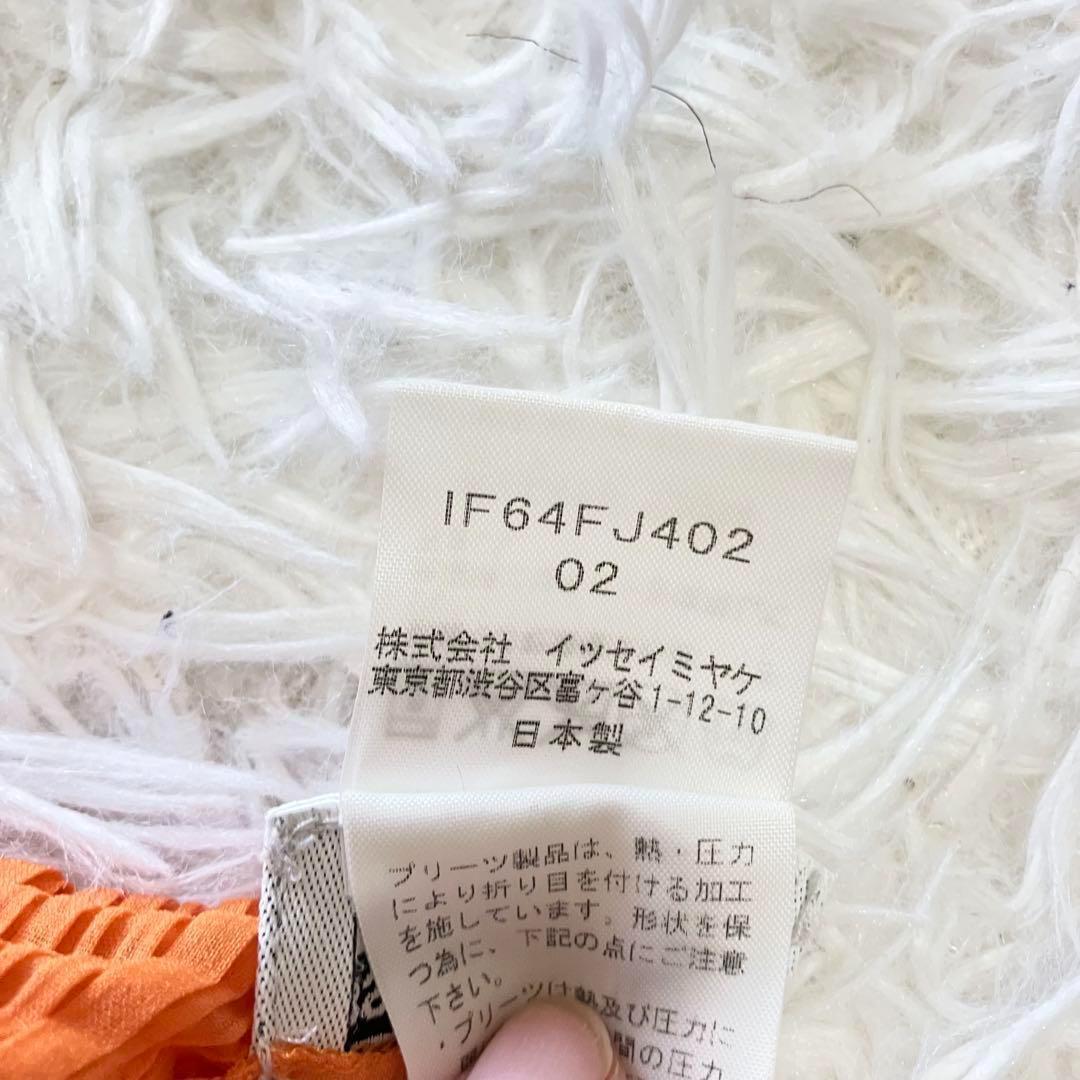 IF64FJ402
02
株式会社 イッセイミヤケ
東京都渋谷区富ヶ谷1-12-10
日本製
プリーツ製品は、熱・圧力
により折り目を付ける加工
を施しています。形状を保
つ為に、下記の点にご注意
下さい。
・プリーツは熱及び圧力に
間の圧力